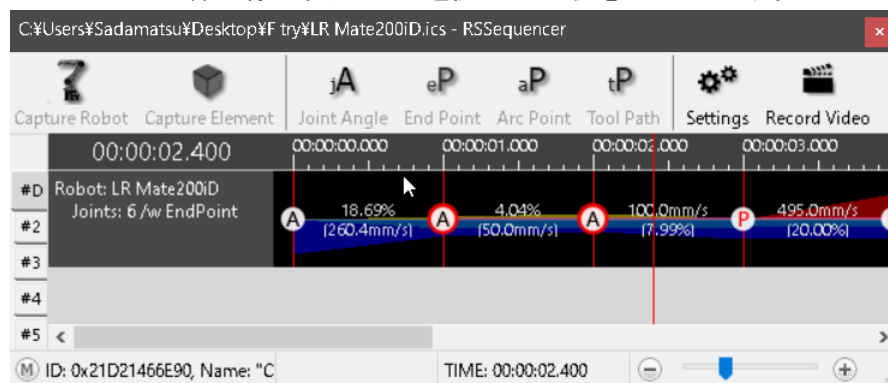 C:¥Users¥Sadamatsu¥Desktop¥F try¥LR Mate200iD.ics - RSSequencer
×
jA eP aP tP
Capture Robot Capture Element Joint Angle End Point Arc Point Tool Path Settings Record Video
00:00:02.400 00:00:00.000 00:00:01.000 00:00:02.000 00:00:03.000
#D Robot: LR Mate200iD
Joints: 6 /w EndPoint
A 18.69% A 4.04% A 100.0mm/s P 495.0mm/s
#2 (260.4mm/s) (50.0mm/s) (7.99%) (20.00%)
#3
#4
#5
M ID: 0x21D21466E90, Name: "C TIME: 00:00:02.400